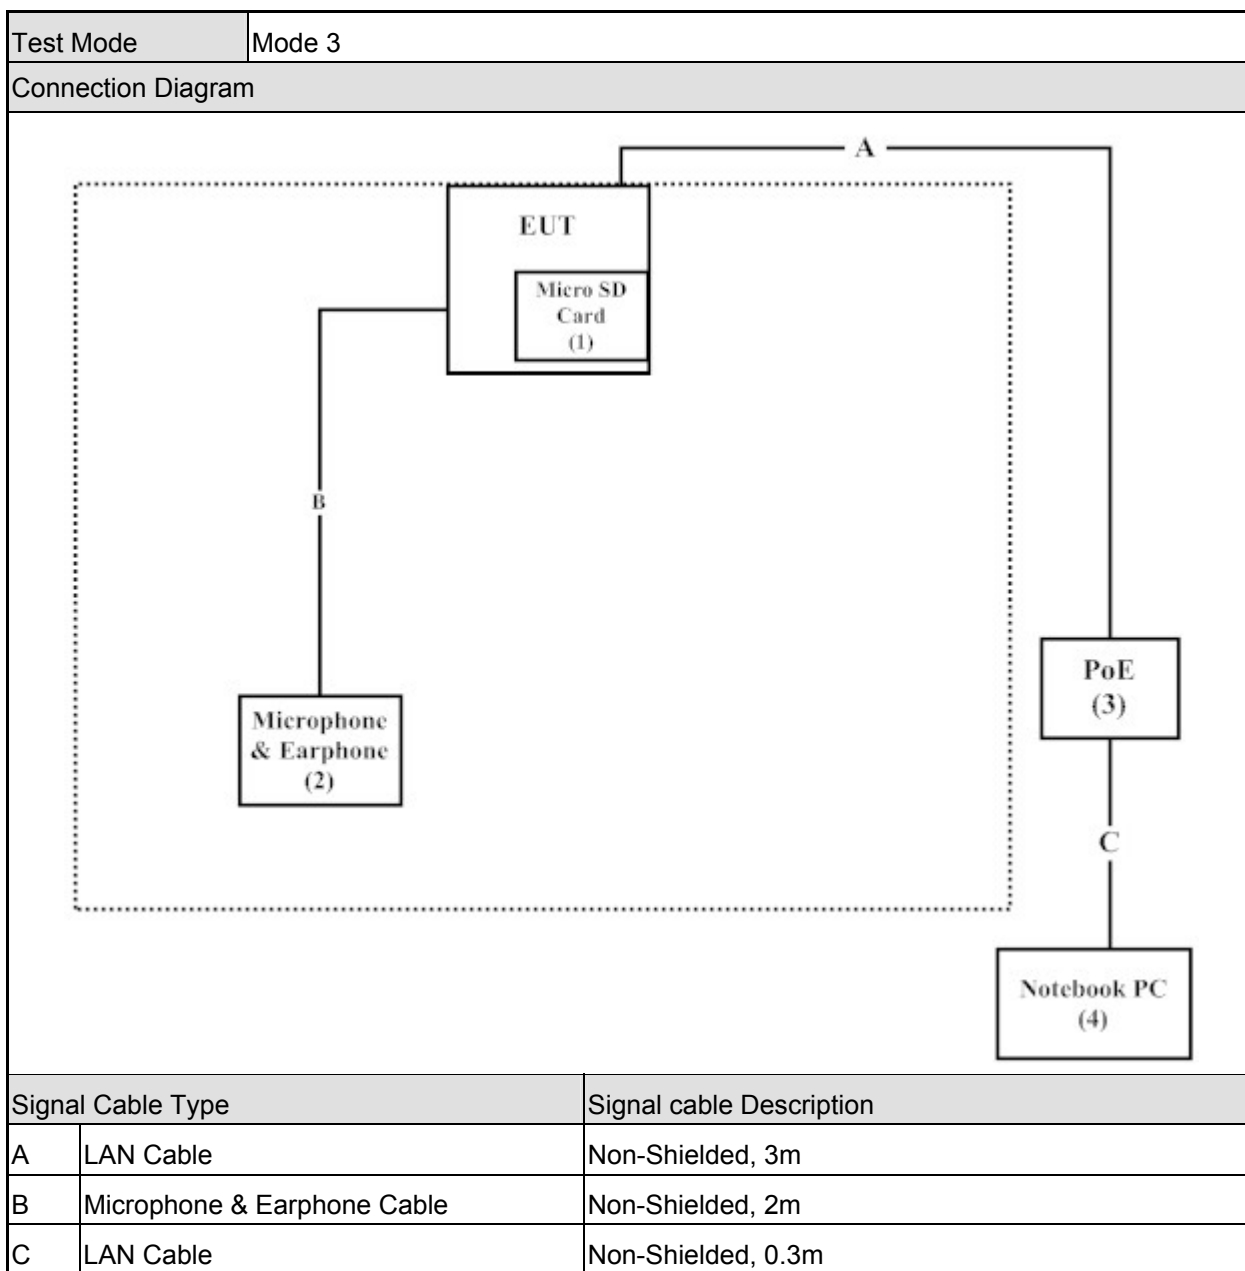 Test Mode Mode 3
Connection Diagram
A
EUT
Micro SD
Card
(1)
B
Microphone
& Earphone
(2)
PoE
(3)
C
Notebook PC
(4)
Signal Cable Type Signal cable Description
A LAN Cable Non-Shielded, 3m
B Microphone & Earphone Cable Non-Shielded, 2m
C LAN Cable Non-Shielded, 0.3m